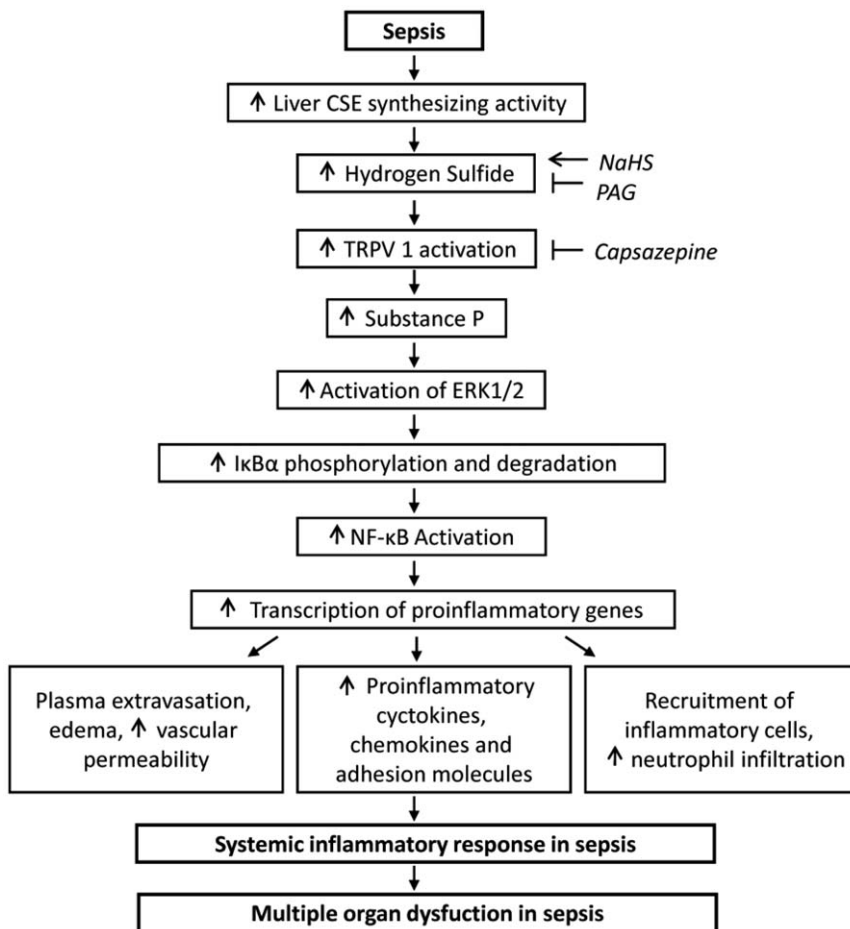 Sepsis
↑ Liver CSE synthesizing activity
↑ Hydrogen Sulfide
NaHS
PAG
↑ TRPV 1 activation
Capsazepine
↑ Substance P
↑ Activation of ERK1/2
↑ IκBα phosphorylation and degradation
↑ NF-κB Activation
↑ Transcription of proinflammatory genes
Plasma extravasation,
edema, ↑ vascular
permeability
↑ Proinflammatory
cyctokines,
chemokines and
adhesion molecules
Recruitment of
inflammatory cells,
↑ neutrophil infiltration
Systemic inflammatory response in sepsis
Multiple organ dysfuction in sepsis